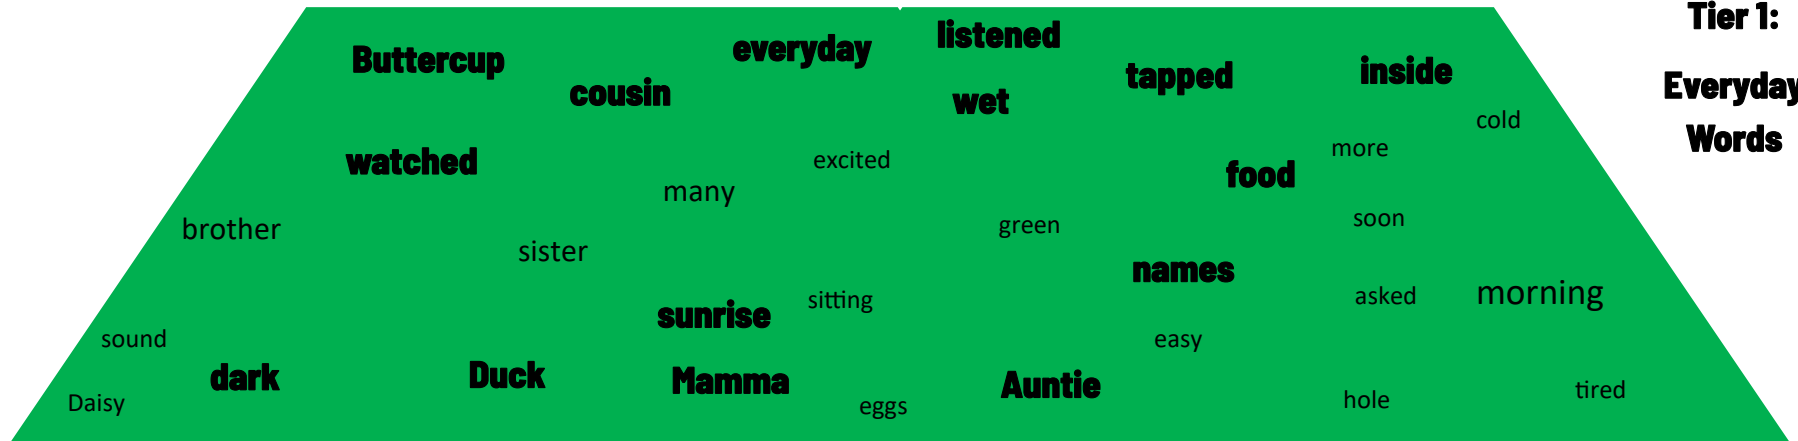 Tier 1:
Everyday
Words
listened
everyday
Buttercup
inside
tapped
cousin
wet
cold
more
excited
watched
food
many
soon
green
brother
sister
names
morning
asked
sitting
sunrise
sound
easy
Duck
dark
Mamma
Auntie
tired
hole
Daisy
eggs